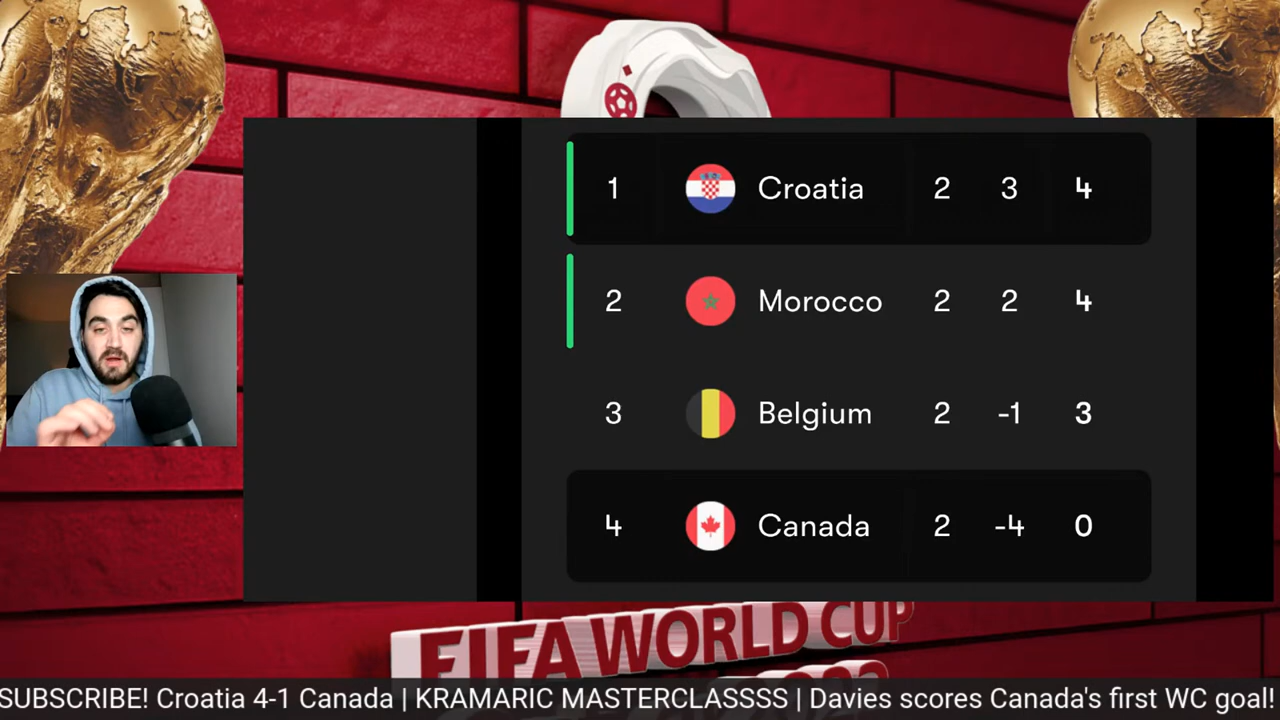 1 Croatia 2 3 4
2 Morocco 2 2 4
3 Belgium 2 -1 3
4 Canada 2 -4 0
FIFA WORLD CUP
SUBSCRIBE! Croatia 4-1 Canada | KRAMARIC MASTERCLASSSS | Davies scores Canada's first WC goal!